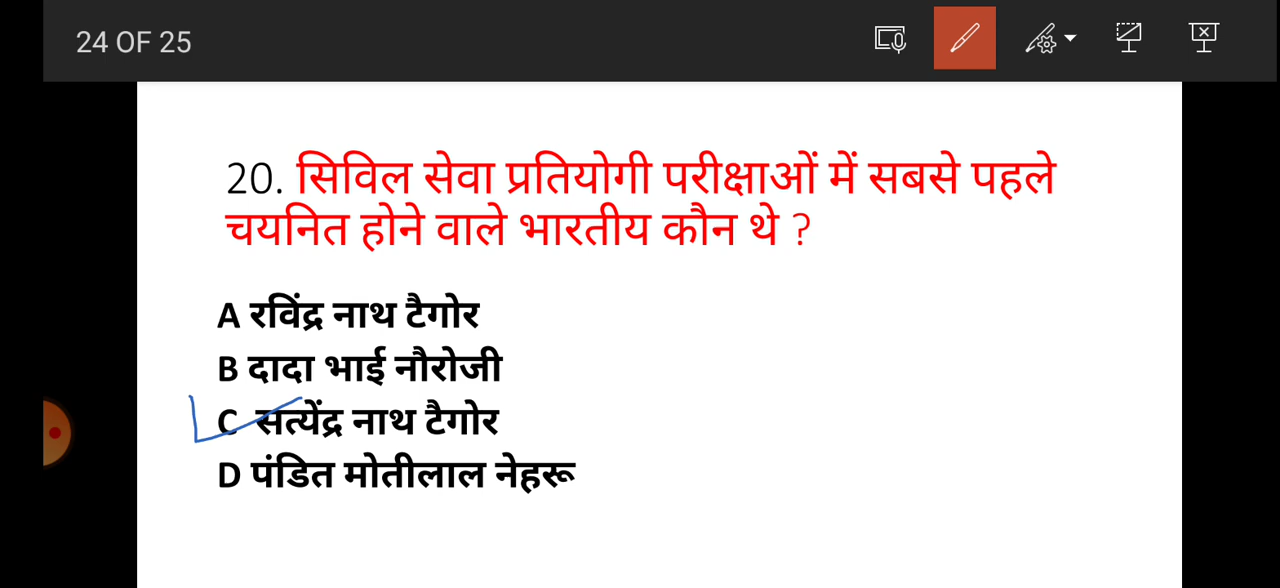 24 OF 25
20. सिविल सेवा प्रतियोगी परीक्षाओं में सबसे पहले
चयनित होने वाले भारतीय कौन थे ?
A रविंद्र नाथ टैगोर
B दादा भाई नौरोजी
C सत्येंद्र नाथ टैगोर
D पंडित मोतीलाल नेहरू